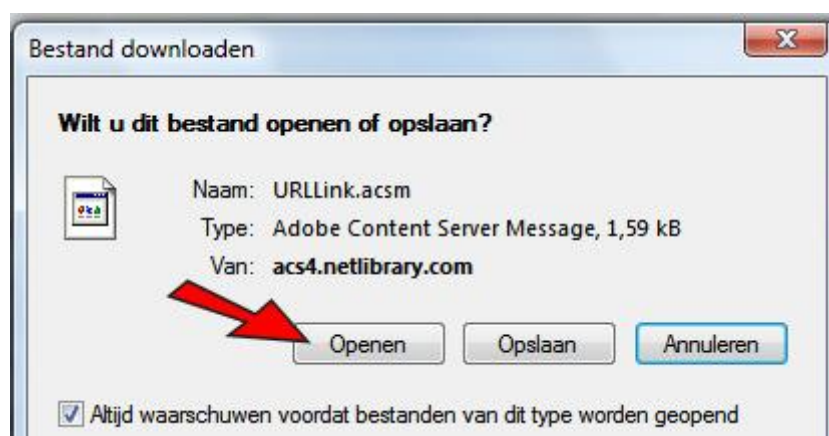 Bestand downloaden
Wilt u dit bestand openen of opslaan?
Naam: URLLink.acsm
Type: Adobe Content Server Message, 1,59 kB
Van: acs4.netlibrary.com
Openen Opslaan Annuleren
Altijd waarschuwen voordat bestanden van dit type worden geopend